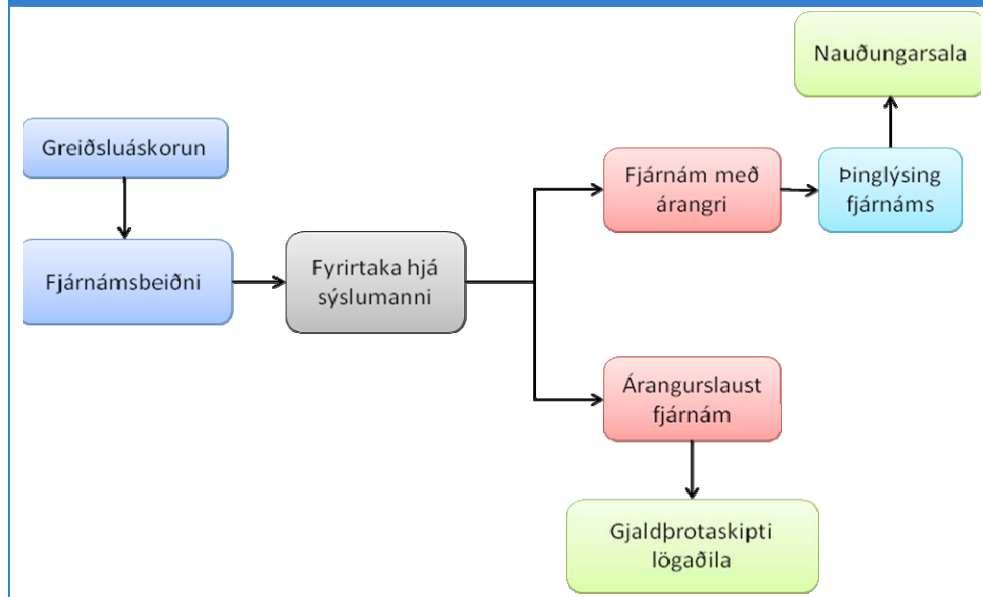 Greiðsluáskorun
Fjárnámsbeiðni
Fyrirtaka hjá
sýslumanni
Fjárnám með
árangri
Þinglýsing
fjárnáms
Nauðungarsala
Árangurslaust
fjárnám
Gjaldþrotaskipti
lögaðila